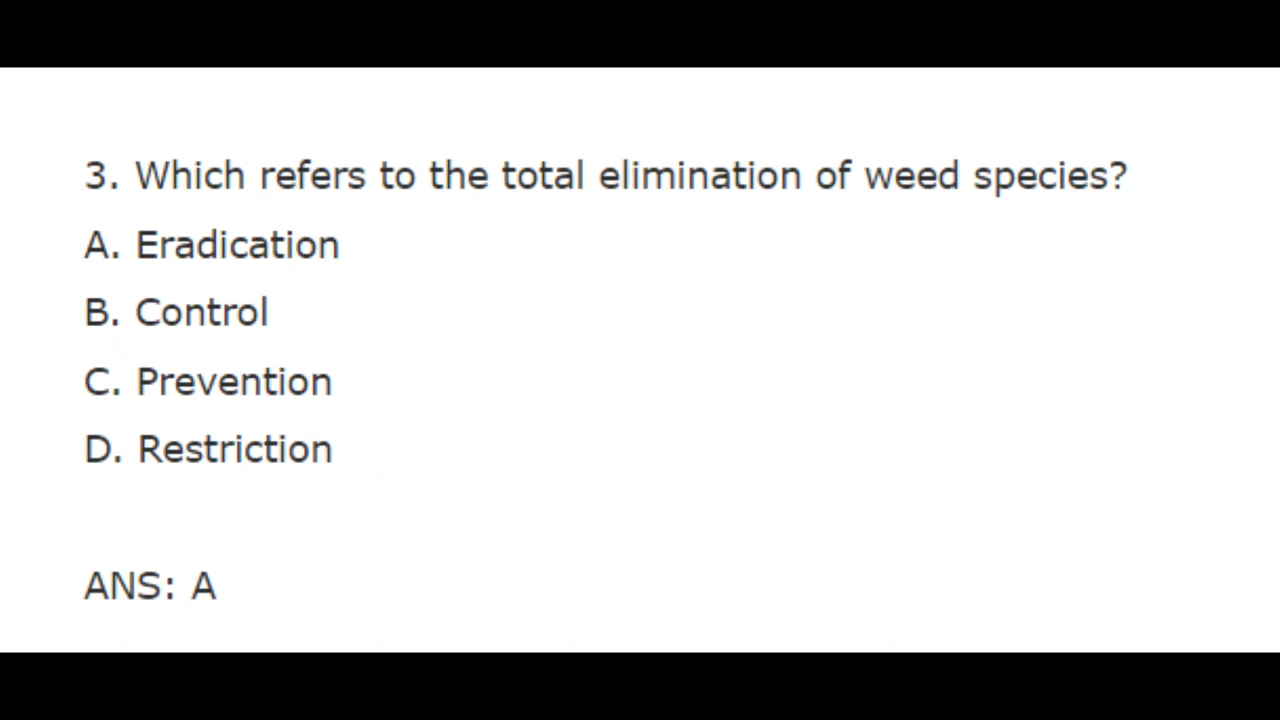 3. Which refers to the total elimination of weed species?
A. Eradication
B. Control
C. Prevention
D. Restriction
ANS: A